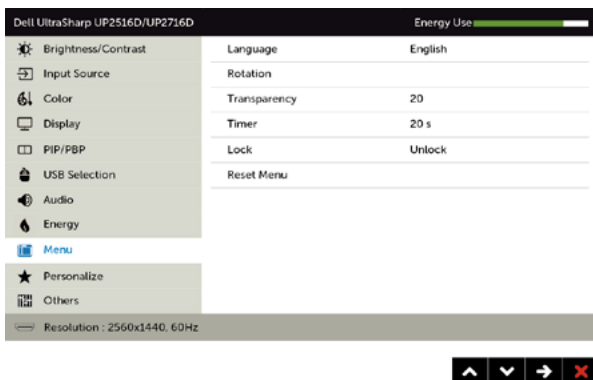 Dell UltraSharp UP2516D/UP2716D Energy Use
Brightness/Contrast Language English
Input Source Rotation
Color Transparency 20
Display Timer 20 s
PIP/PBP Lock Unlock
USB Selection Reset Menu
Audio
Energy
Menu
Personalize
Others
Resolution : 2560x1440, 60Hz